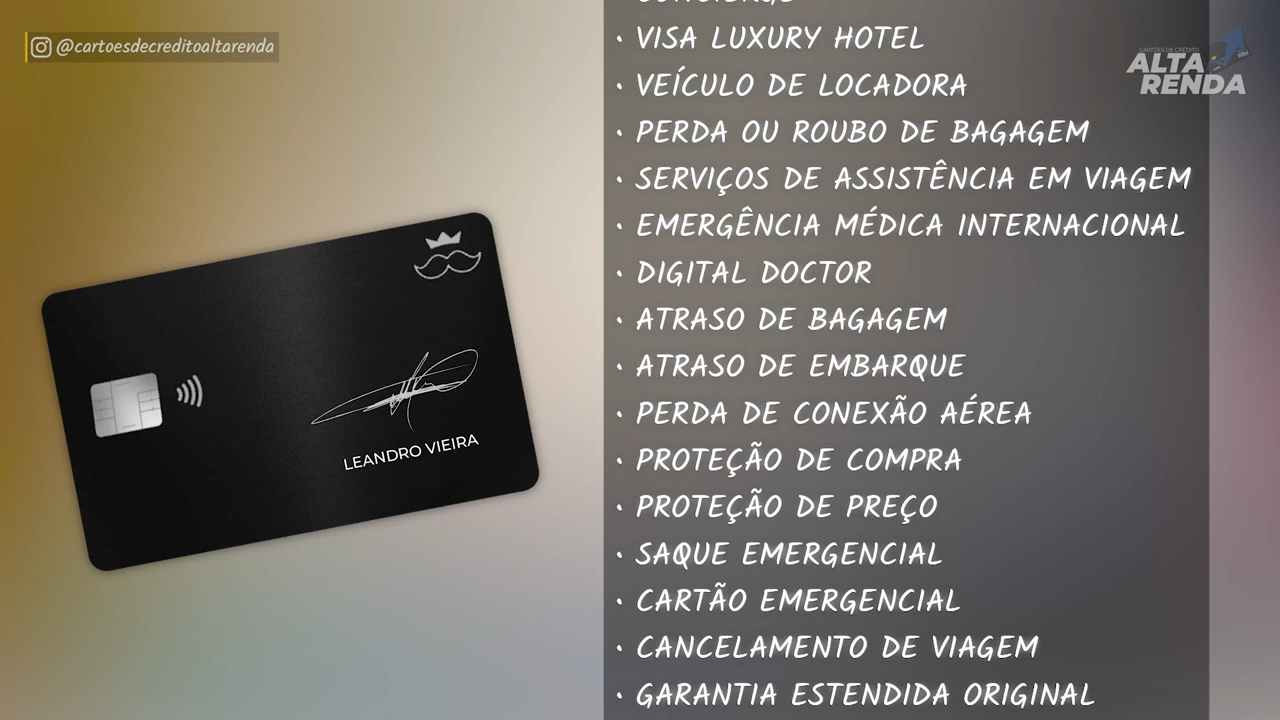 @cartoesdecreditoaltarenda
CARTÕES DE CRÉDITO
ALTA
RENDA
CONCIERGE
• VISA LUXURY HOTEL
• VEÍCULO DE LOCADORA
• PERDA OU ROUBO DE BAGAGEM
• SERVIÇOS DE ASSISTÊNCIA EM VIAGEM
• EMERGÊNCIA MÉDICA INTERNACIONAL
• DIGITAL DOCTOR
• ATRASO DE BAGAGEM
• ATRASO DE EMBARQUE
• PERDA DE CONEXÃO AÉREA
• PROTEÇÃO DE COMPRA
• PROTEÇÃO DE PREÇO
• SAQUE EMERGENCIAL
• CARTÃO EMERGENCIAL
• CANCELAMENTO DE VIAGEM
• GARANTIA ESTENDIDA ORIGINAL
LEANDRO VIEIRA